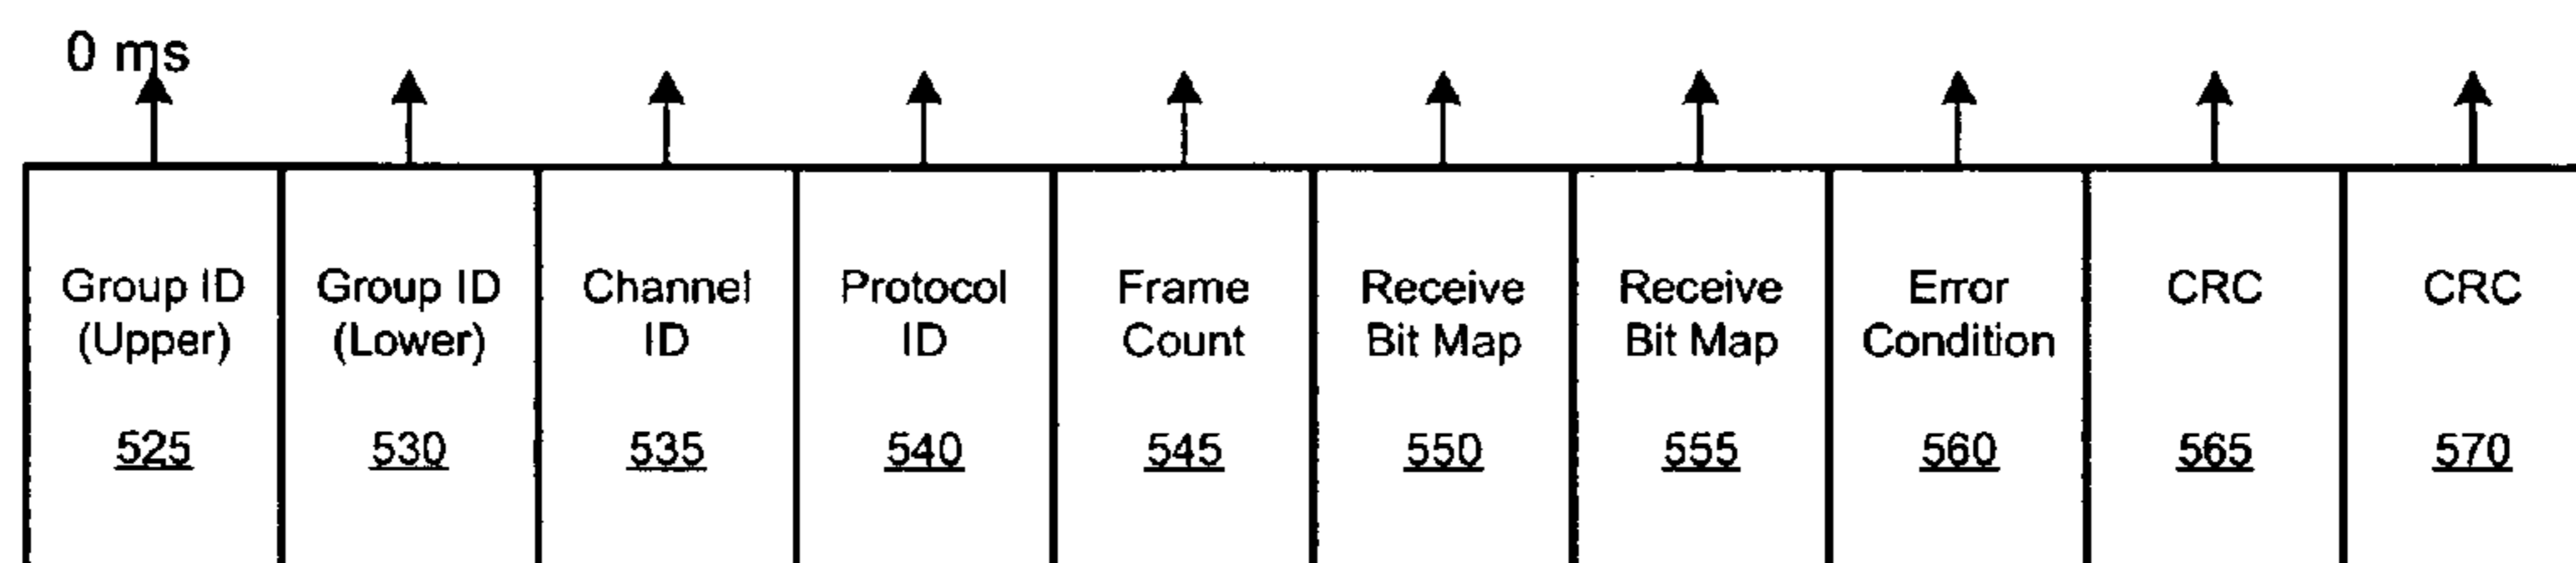 0 ms
Group ID (Upper) 525
Group ID (Lower) 530
Channel ID 535
Protocol ID 540
Frame Count 545
Receive Bit Map 550
Receive Bit Map 555
Error Condition 560
CRC 565
CRC 570